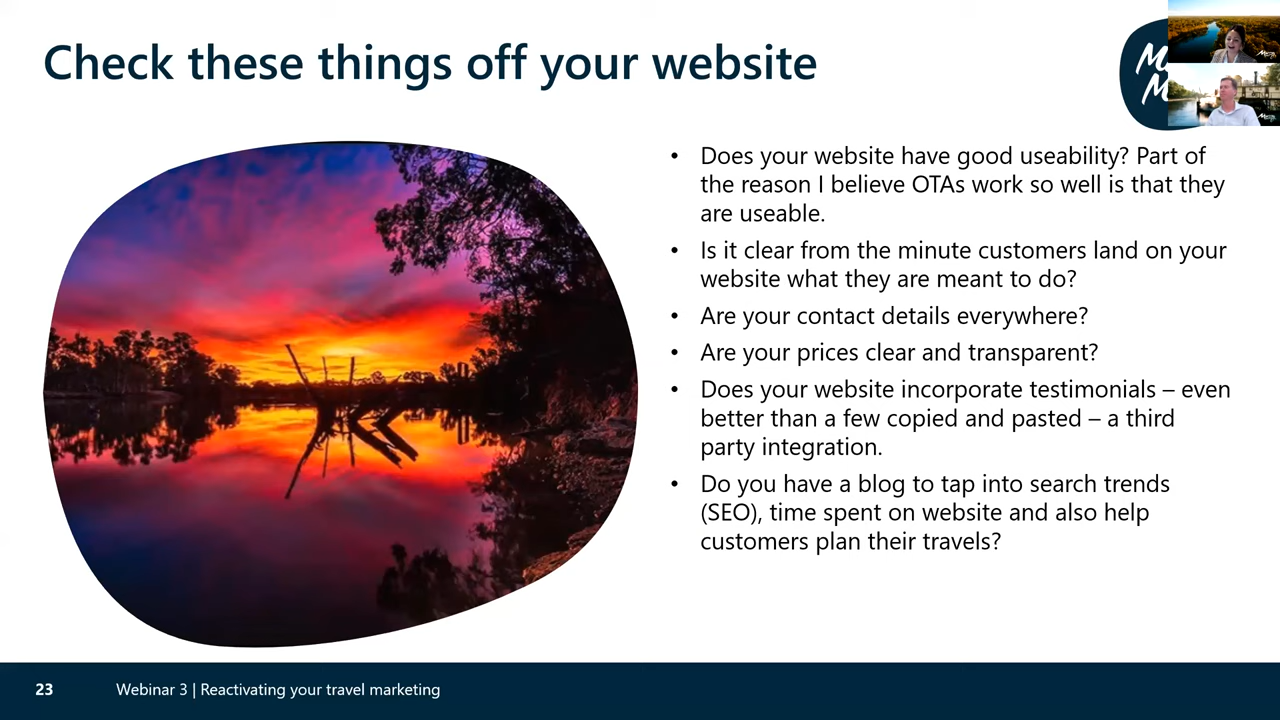 Check these things off your website
• Does your website have good useability? Part of
the reason I believe OTAs work so well is that they
are useable.
• Is it clear from the minute customers land on your
website what they are meant to do?
• Are your contact details everywhere?
• Are your prices clear and transparent?
• Does your website incorporate testimonials – even
better than a few copied and pasted – a third
party integration.
• Do you have a blog to tap into search trends
(SEO), time spent on website and also help
customers plan their travels?
23
Webinar 3 | Reactivating your travel marketing